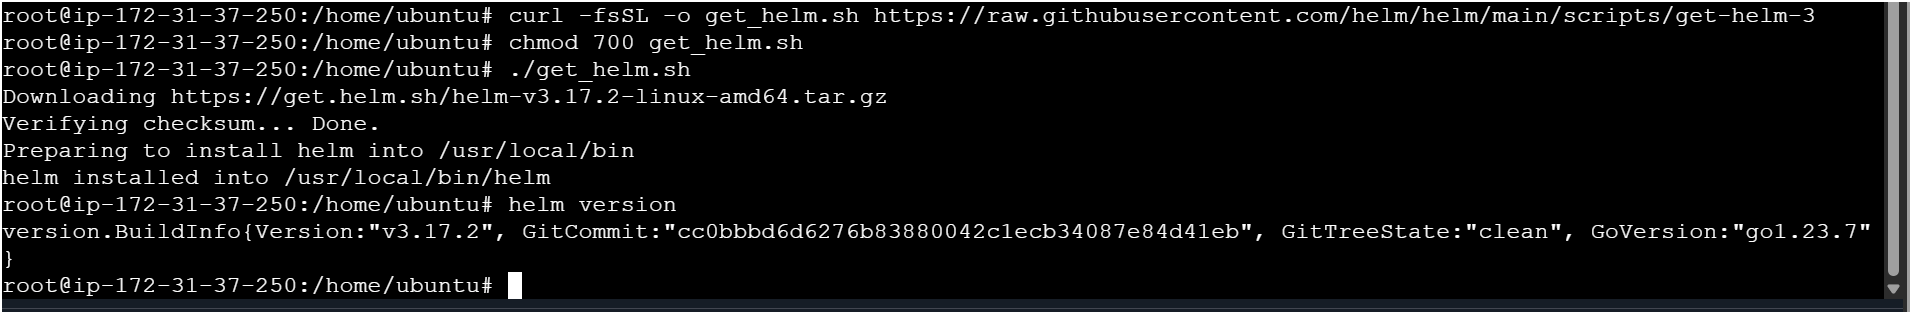 root@ip-172-31-37-250:/home/ubuntu# curl -fsSL -o get_helm.sh https://raw.githubusercontent.com/helm/helm/main/scripts/get-helm-3
root@ip-172-31-37-250:/home/ubuntu# chmod 700 get_helm.sh
root@ip-172-31-37-250:/home/ubuntu# ./get_helm.sh
Downloading https://get.helm.sh/helm-v3.17.2-linux-amd64.tar.gz
Verifying checksum... Done.
Preparing to install helm into /usr/local/bin
helm installed into /usr/local/bin/helm
root@ip-172-31-37-250:/home/ubuntu# helm version
version.BuildInfo{Version:"v3.17.2", GitCommit:"cc0bbbd6d6276b83880042c1ecb34087e84d41eb", GitTreeState:"clean", GoVersion:"go1.23.7"
}
root@ip-172-31-37-250:/home/ubuntu#